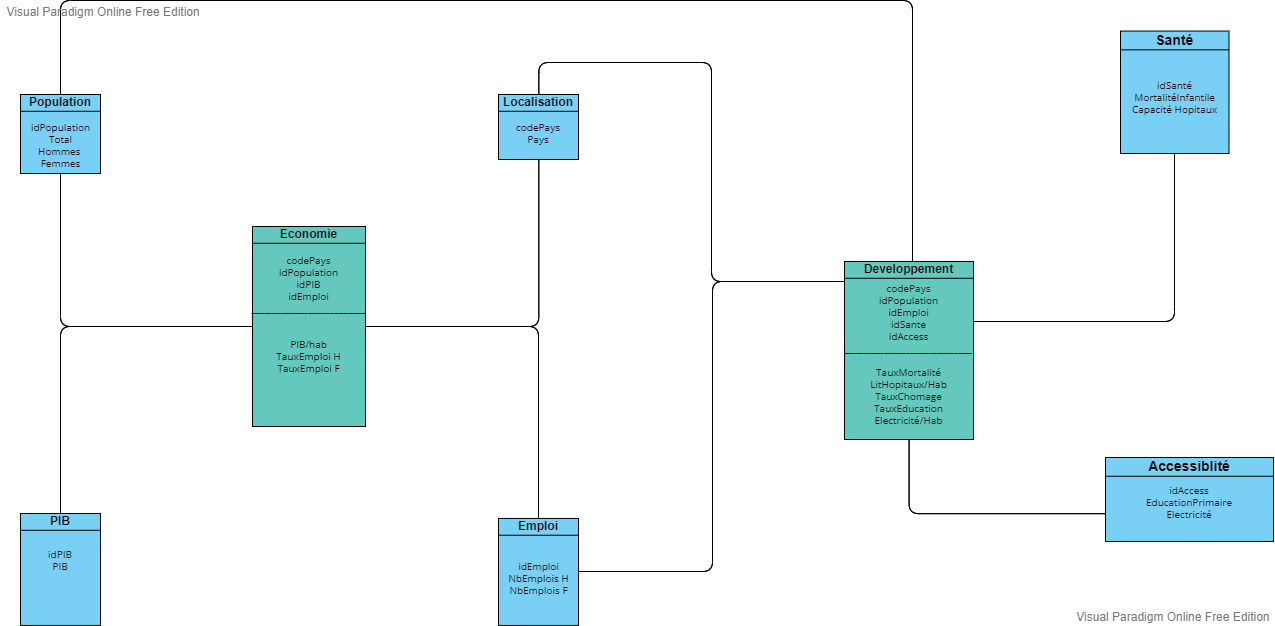 Visual Paradigm Online Free Edition
Santé
idSanté
MortalitéInfantile
Capacité Hopitaux
Population
idPopulation
Total
Hommes
Femmes
Localisation
codePays
Pays
Economie
codePays
idPopulation
idPIB
idEmploi
PIB/hab
TauxEmploi H
TauxEmploi F
Developpement
codePays
idPopulation
idEmploi
idSante
idAccess
TauxMortalité
LitHopitaux/Hab
TauxChomage
TauxEducation
Electricité/Hab
Accessiblité
idAccess
EducationPrimaire
Electricité
PIB
idPIB
PIB
Emploi
idEmploi
NbEmplois H
NbEmplois F
Visual Paradigm Online Free Edition